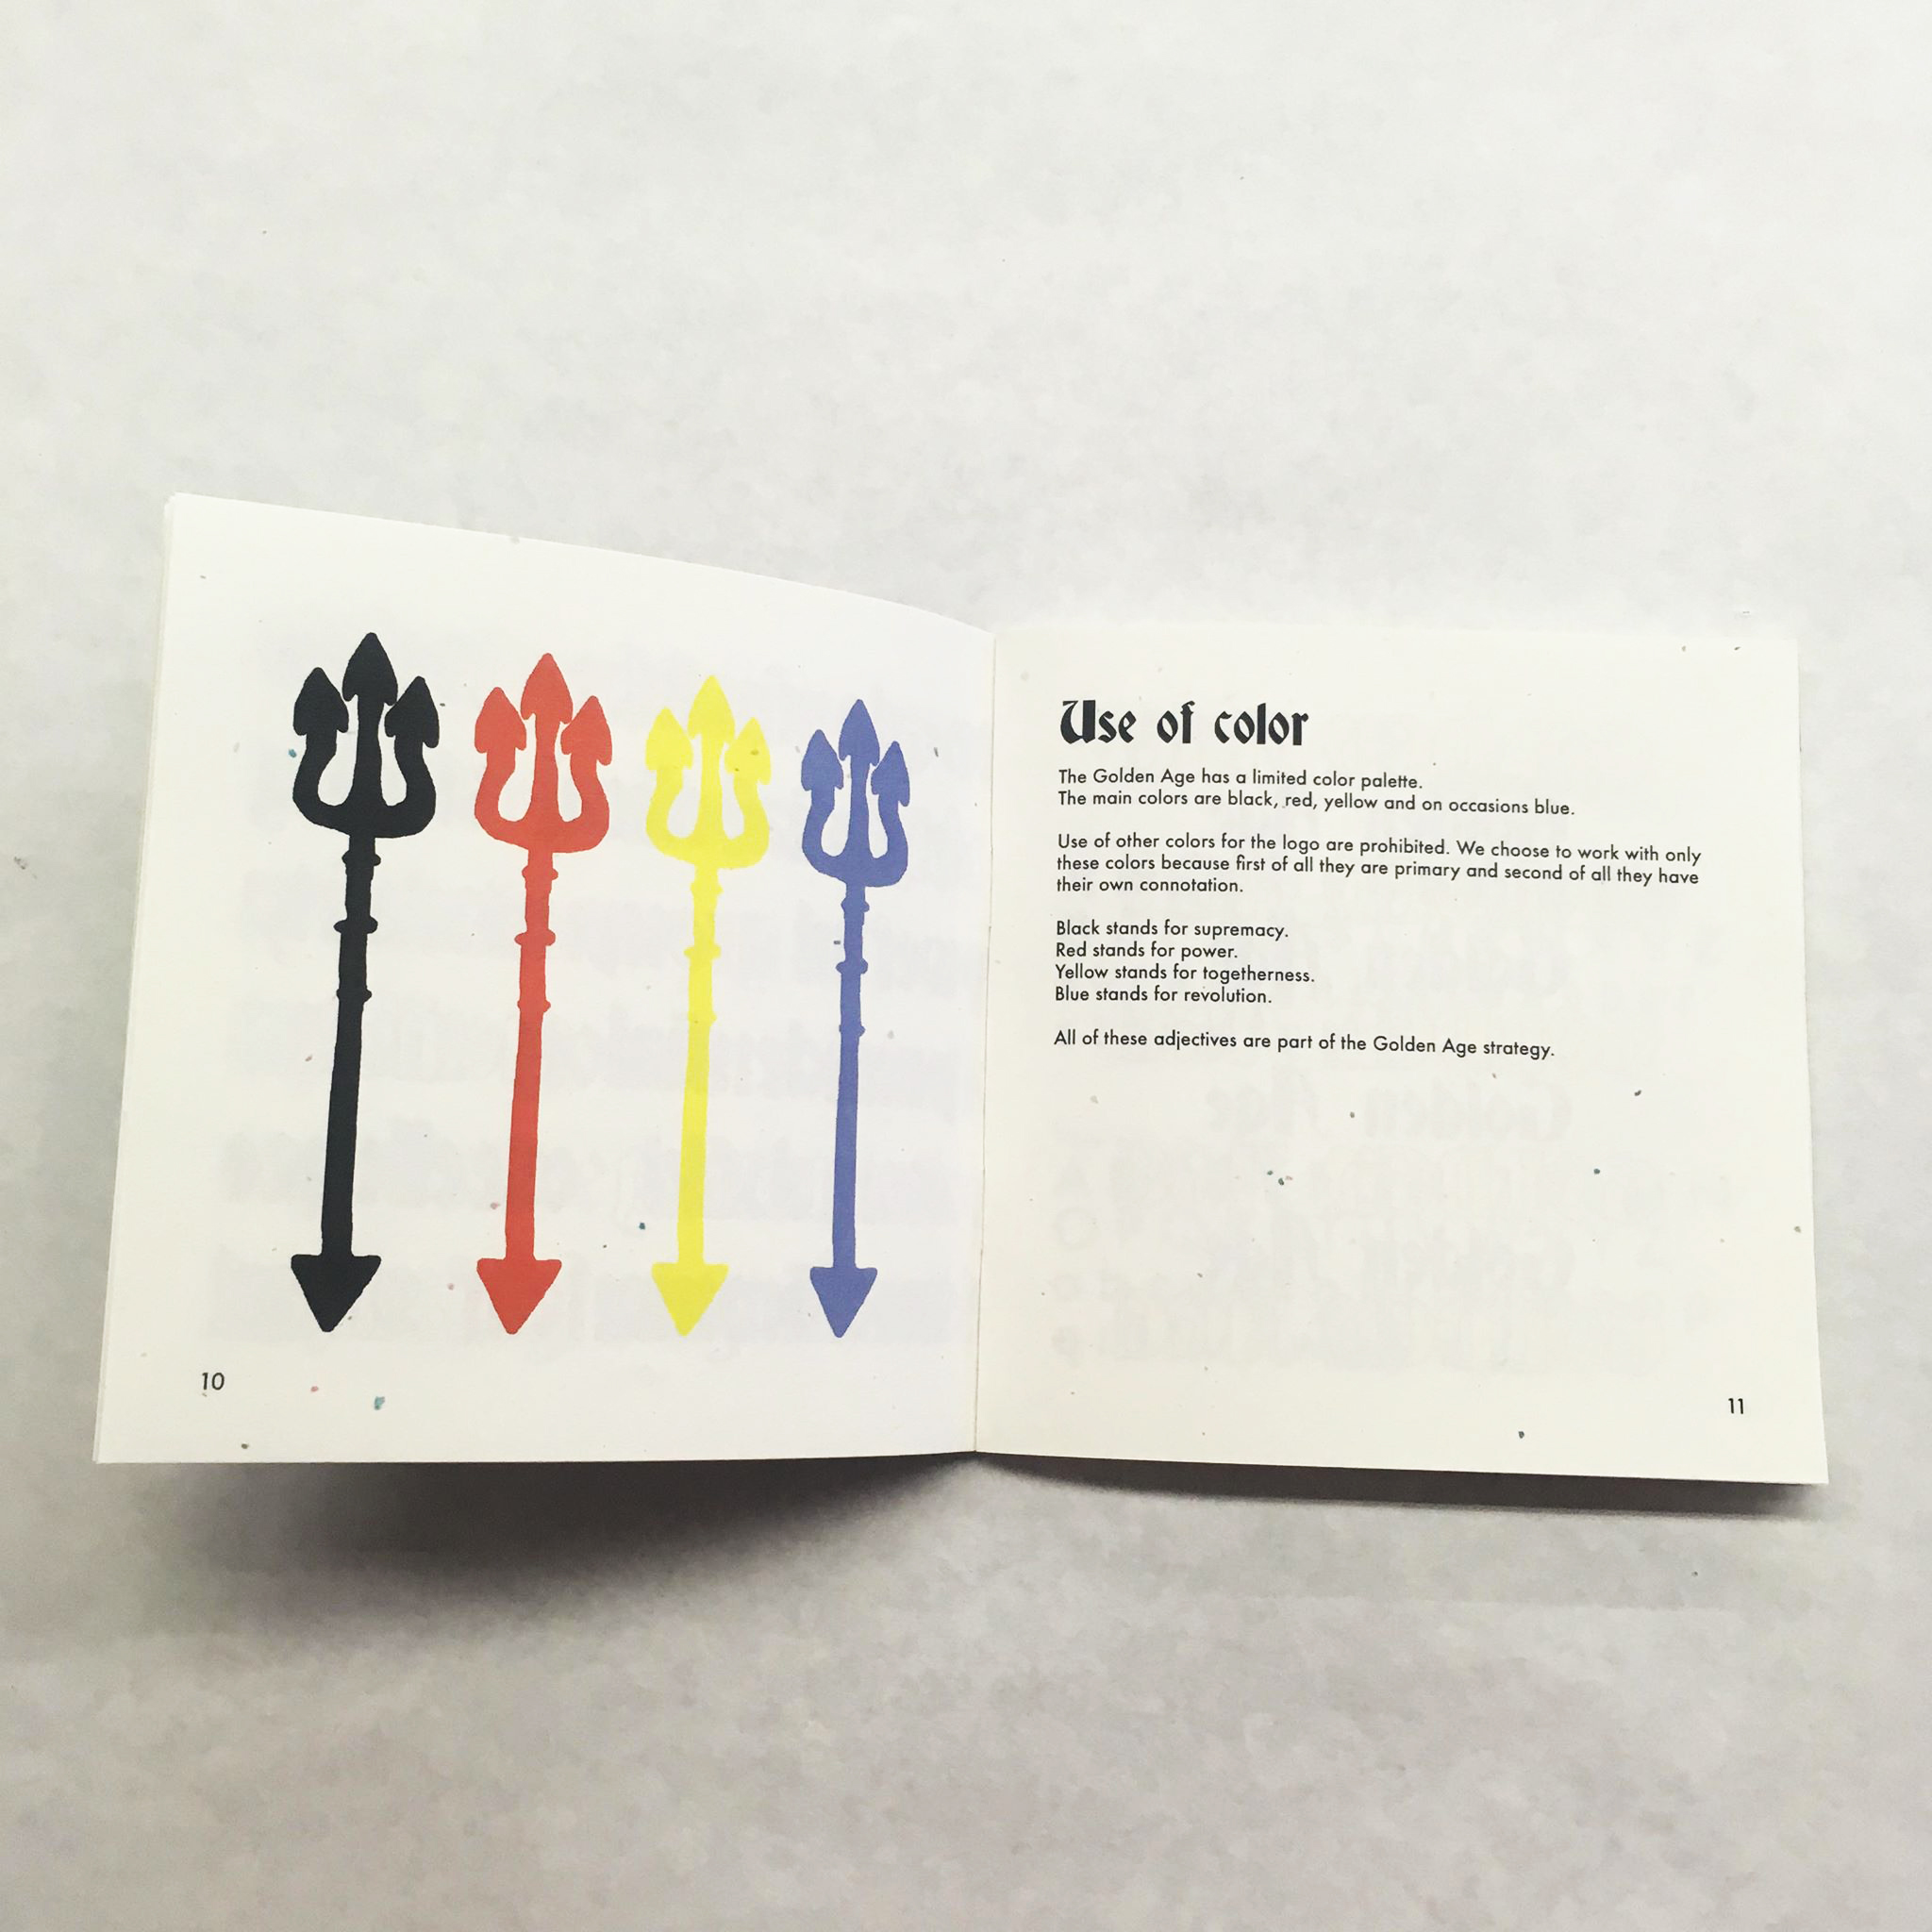 10
Use of color
The Golden Age has a limited color palette.
The main colors are black, red, yellow and on occasions blue.
Use of other colors for the logo are prohibited. We choose to work with only
these colors because first of all they are primary and second of all they have
their own connotation.
Black stands for supremacy.
Red stands for power.
Yellow stands for togetherness.
Blue stands for revolution.
All of these adjectives are part of the Golden Age strategy.
11